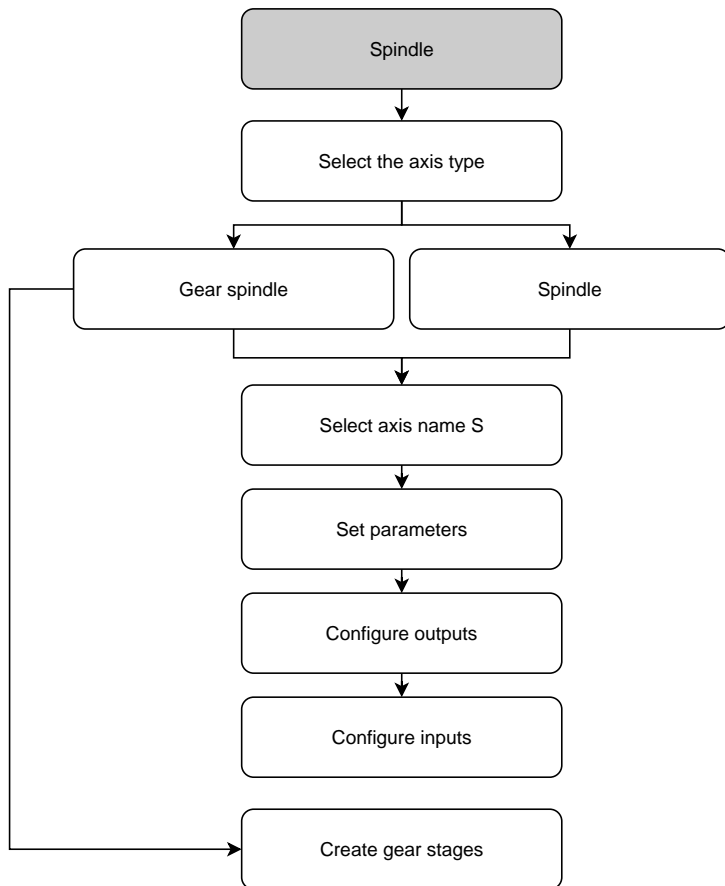 Spindle
Select the axis type
Gear spindle
Spindle
Select axis name S
Set parameters
Configure outputs
Configure inputs
Create gear stages